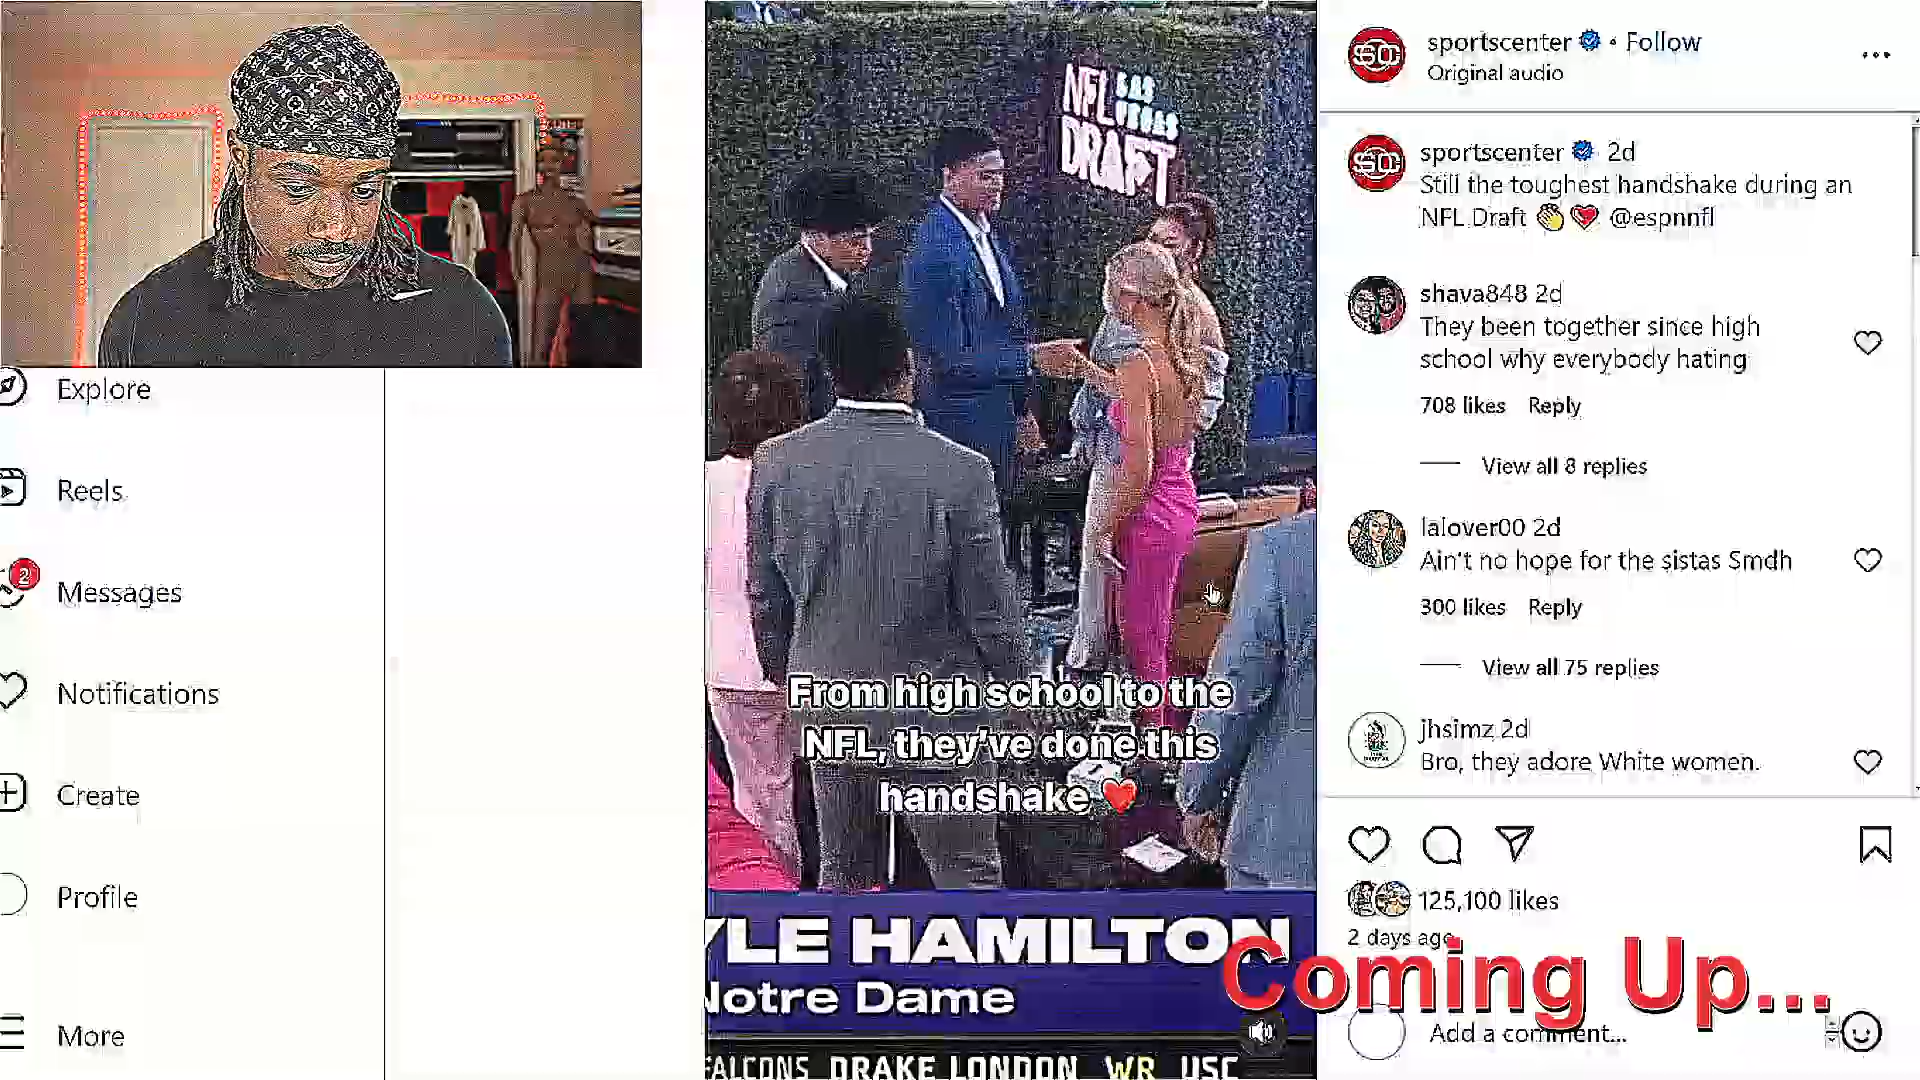 Explore
Reels
Messages
2
Notifications
Create
Profile
More
NFL LAS
VEGAS
DRAFT
From high school to the
NFL, they've done this
handshake ❤️
YLE HAMILTON
Notre Dame
FALCONS DRAKE LONDON WR USC
SC
sportscenter • Follow
Original audio
SC
sportscenter 2d
Still the toughest handshake during an
NFL Draft 👏 💝 @espnnfl
shava848 2d
They been together since high
school why everybody hating
708 likes Reply
View all 8 replies
lalover00 2d
Ain't no hope for the sistas Smdh
300 likes Reply
View all 75 replies
jhsimz 2d
Bro, they adore White women.
125,100 likes
2 days ago
Coming Up...
Add a comment...